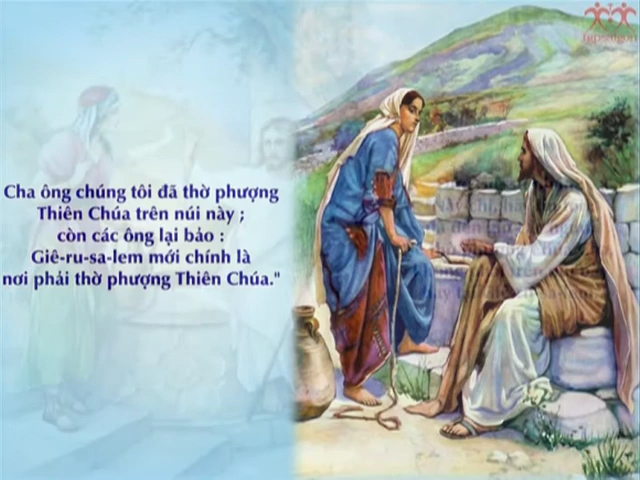 Cha ông chúng tôi đã thờ phượng
Thiên Chúa trên núi này ;
còn các ông lại bảo :
Giê-ru-sa-lem mới chính là
nơi phải thờ phượng Thiên Chúa."